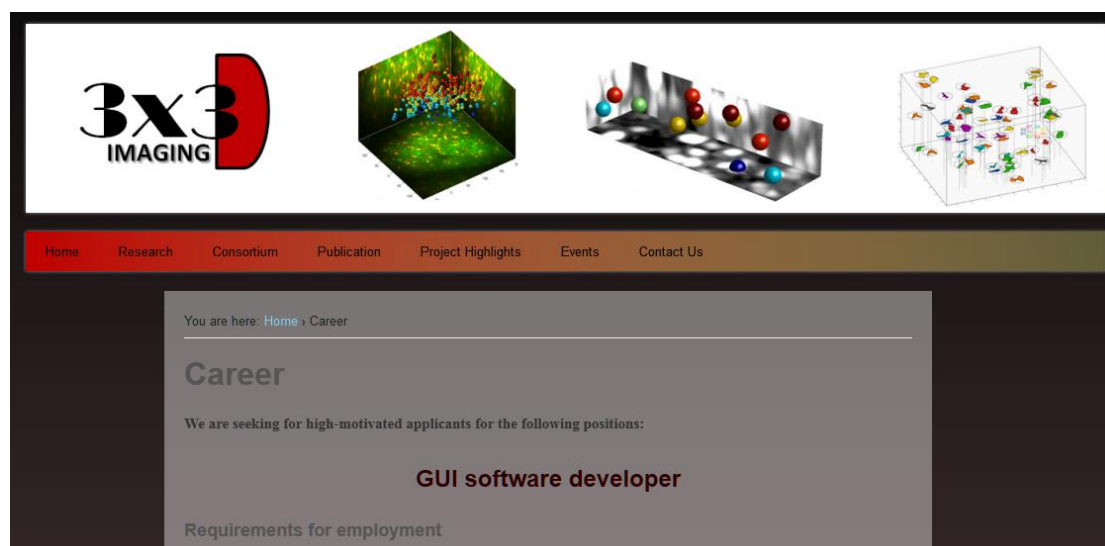 3x3D
IMAGING
Home Research Consortium Publication Project Highlights Events Contact Us
You are here: Home › Career
Career
We are seeking for high-motivated applicants for the following positions:
GUI software developer
Requirements for employment